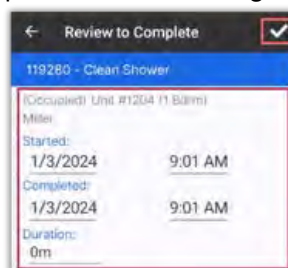 Review to Complete
119280 - Clean Shower
(Occupied) Unit #1204 (1 Bdrm)
Miller
Started:
1/3/2024 9:01 AM
Completed:
1/3/2024 9:01 AM
Duration:
0m